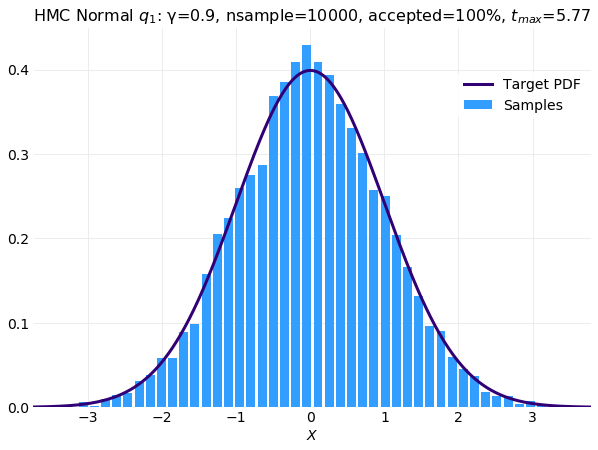 HMC Normal q₁: γ=0.9, nsample=10000, accepted=100%, tₘₐₓ=5.77
Target PDF
Samples
0.4
0.3
0.2
0.1
0.0
−3 −2 −1 0 1 2 3
X